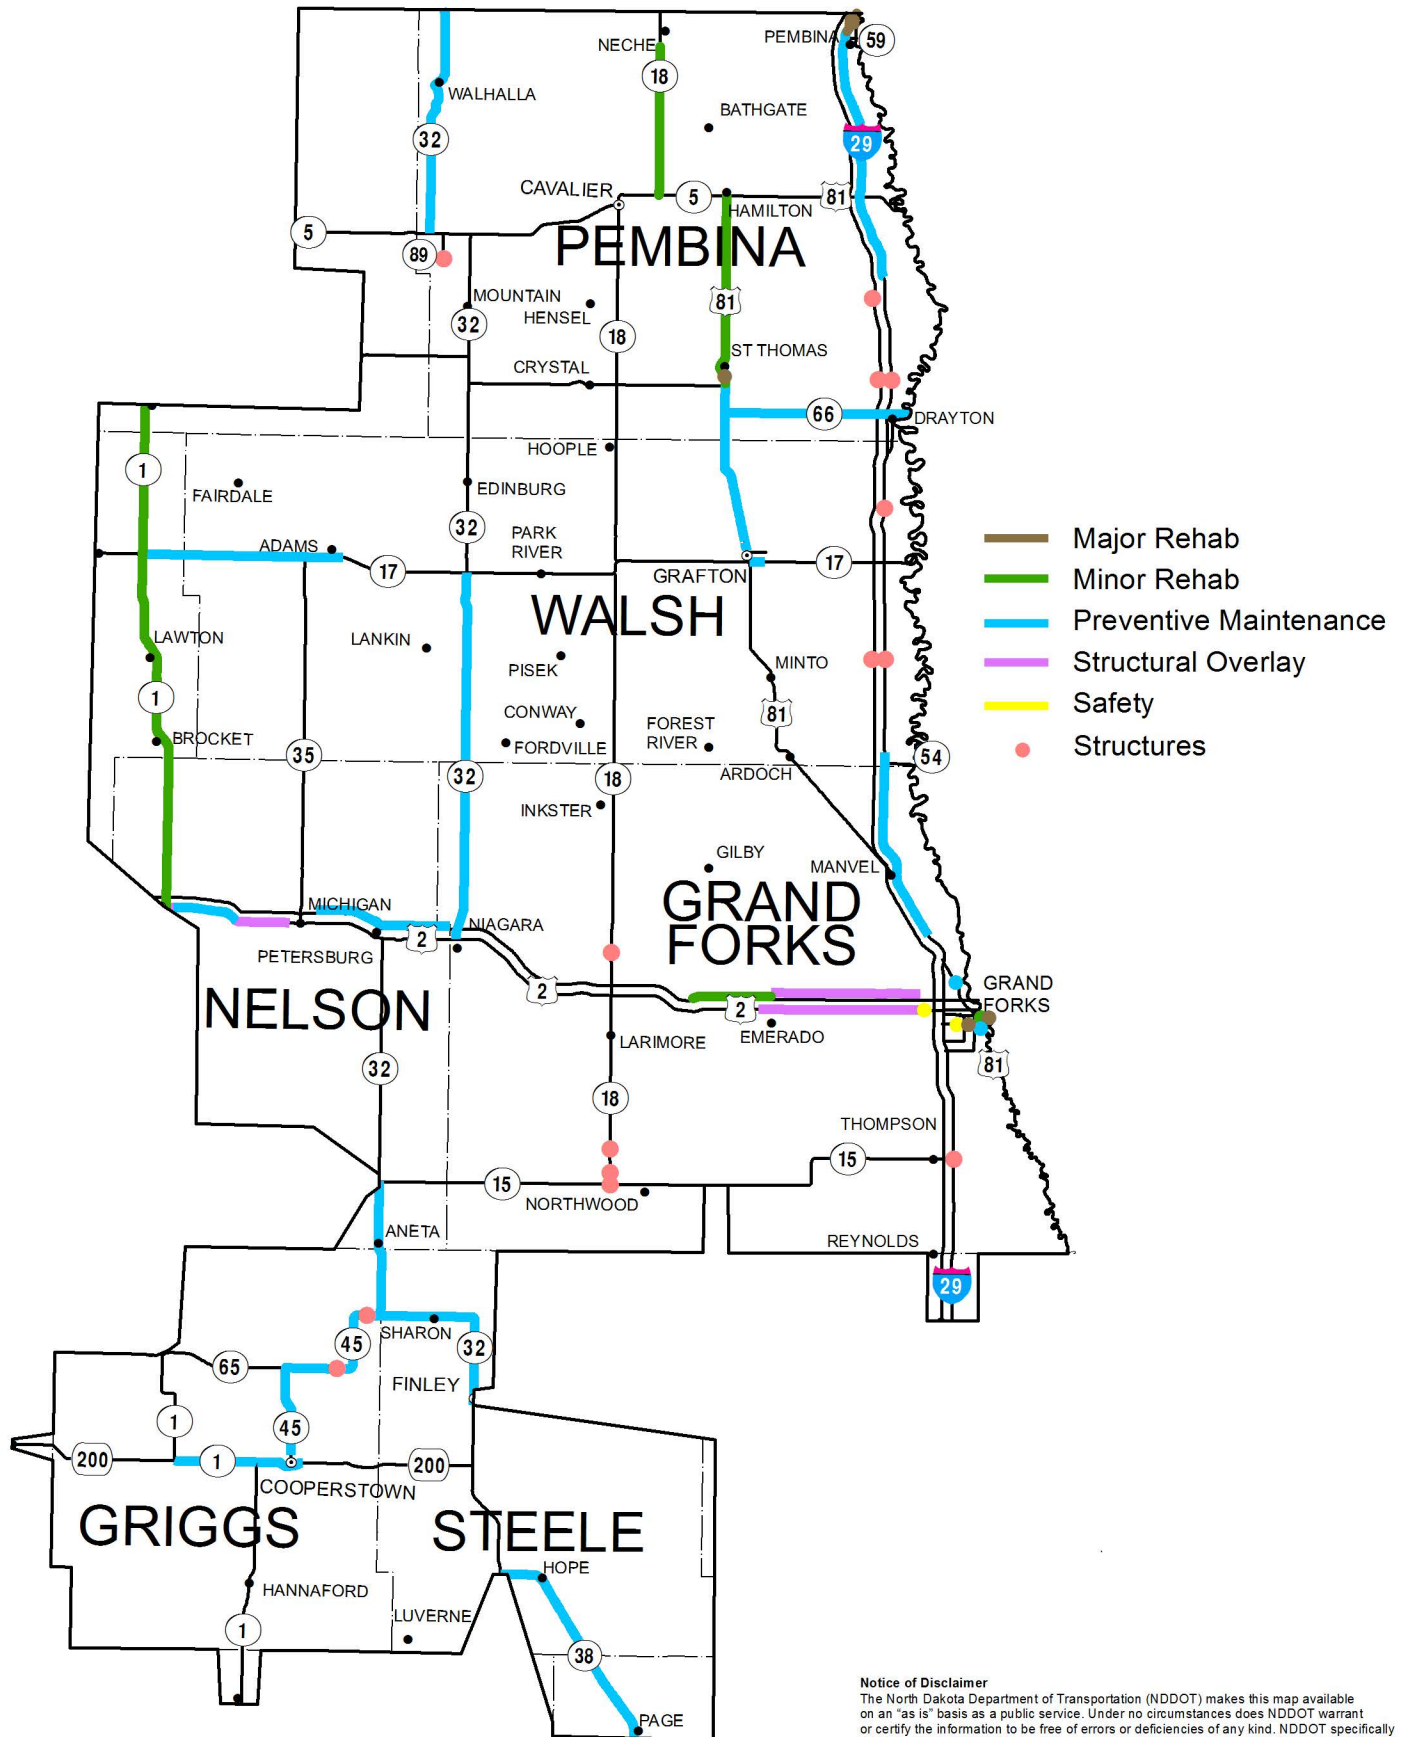 NECHE
PEMBINA
59
18
WALHALLA
BATHGATE
32
29
CAVALIER
5
81
HAMILTON
5
PEMBINA
89
MOUNTAIN
HENSEL
81
32
18
ST THOMAS
CRYSTAL
66
DRAYTON
HOOPLE
1
FAIRDALE
EDINBURG
32
PARK
RIVER
ADAMS
17
GRAFTON
17
Major Rehab
Minor Rehab
Preventive Maintenance
Structural Overlay
Safety
Structures
WALSH
LAWTON
LANKIN
PISEK
MINTO
1
CONWAY
81
FOREST
RIVER
BROCKET
35
FORDVILLE
54
32
18
ARDOCH
INKSTER
GILBY
MANVEL
GRAND
FORKS
MICHIGAN
NIAGARA
2
PETERSBURG
GRAND
FORKS
NELSON
2
2
EMERADO
LARIMORE
32
81
18
THOMPSON
15
15
NORTHWOOD
ANETA
REYNOLDS
29
SHARON
45
32
65
FINLEY
1
45
200
1
200
COOPERSTOWN
GRIGGS
STEELE
HOPE
HANNAFORD
LUVERNE
1
38
PAGE
Notice of Disclaimer
The North Dakota Department of Transportation (NDDOT) makes this map available
on an “as is” basis as a public service. Under no circumstances does NDDOT warrant
or certify the information to be free of errors or deficiencies of any kind. NDDOT specifically